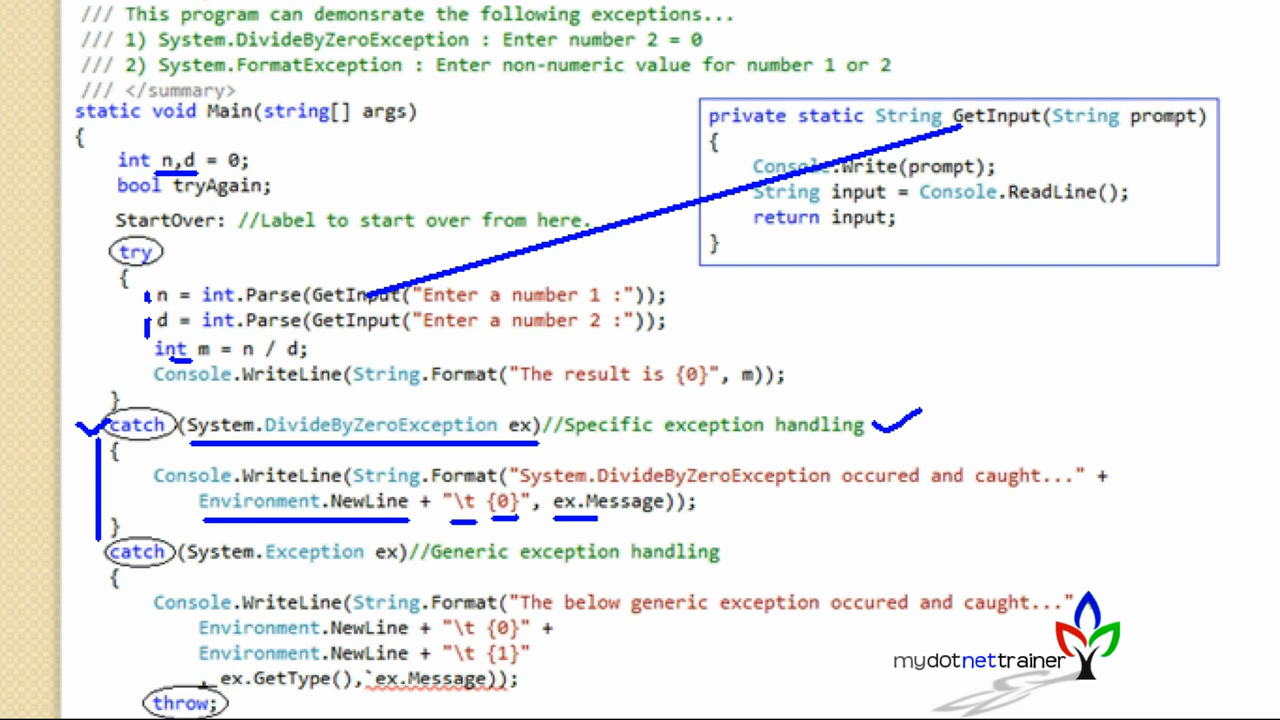 /// This program can demonsrate the following exceptions...
/// 1) System.DivideByZeroException : Enter number 2 = 0
/// 2) System.FormatException : Enter non-numeric value for number 1 or 2
/// </summary>
static void Main(string[] args)
{
int n,d = 0;
bool tryAgain;
StartOver: //Label to start over from here.
try
{
n = int.Parse(GetInput("Enter a number 1 :"));
d = int.Parse(GetInput("Enter a number 2 :"));
int m = n / d;
Console.WriteLine(String.Format("The result is {0}", m));
}
catch (System.DivideByZeroException ex)//Specific exception handling
{
Console.WriteLine(String.Format("System.DivideByZeroException occured and caught..." +
Environment.NewLine + "\t {0}", ex.Message));
}
catch (System.Exception ex)//Generic exception handling
{
Console.WriteLine(String.Format("The below generic exception occured and caught..."
Environment.NewLine + "\t {0}" +
Environment.NewLine + "\t {1}"
, ex.GetType(),`ex.Message));
throw;
private static String GetInput(String prompt)
{
Console.Write(prompt);
String input = Console.ReadLine();
return input;
}
mydotnettrainer